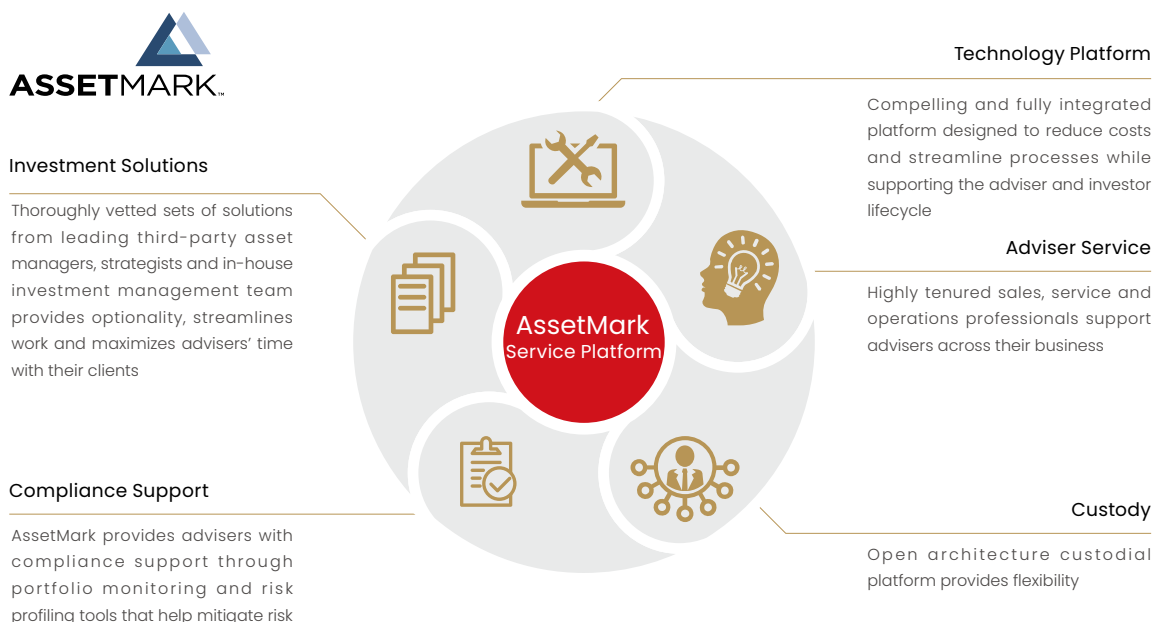 ASSETMARK™
Investment Solutions
Thoroughly vetted sets of solutions
from leading third-party asset
managers, strategists and in-house
investment management team
provides optionality, streamlines
work and maximizes advisers’ time
with their clients
Compliance Support
AssetMark provides advisers with
compliance support through
portfolio monitoring and risk
profiling tools that help mitigate risk
AssetMark
Service Platform
Technology Platform
Compelling and fully integrated
platform designed to reduce costs
and streamline processes while
supporting the adviser and investor
lifecycle
Adviser Service
Highly tenured sales, service and
operations professionals support
advisers across their business
Custody
Open architecture custodial
platform provides flexibility